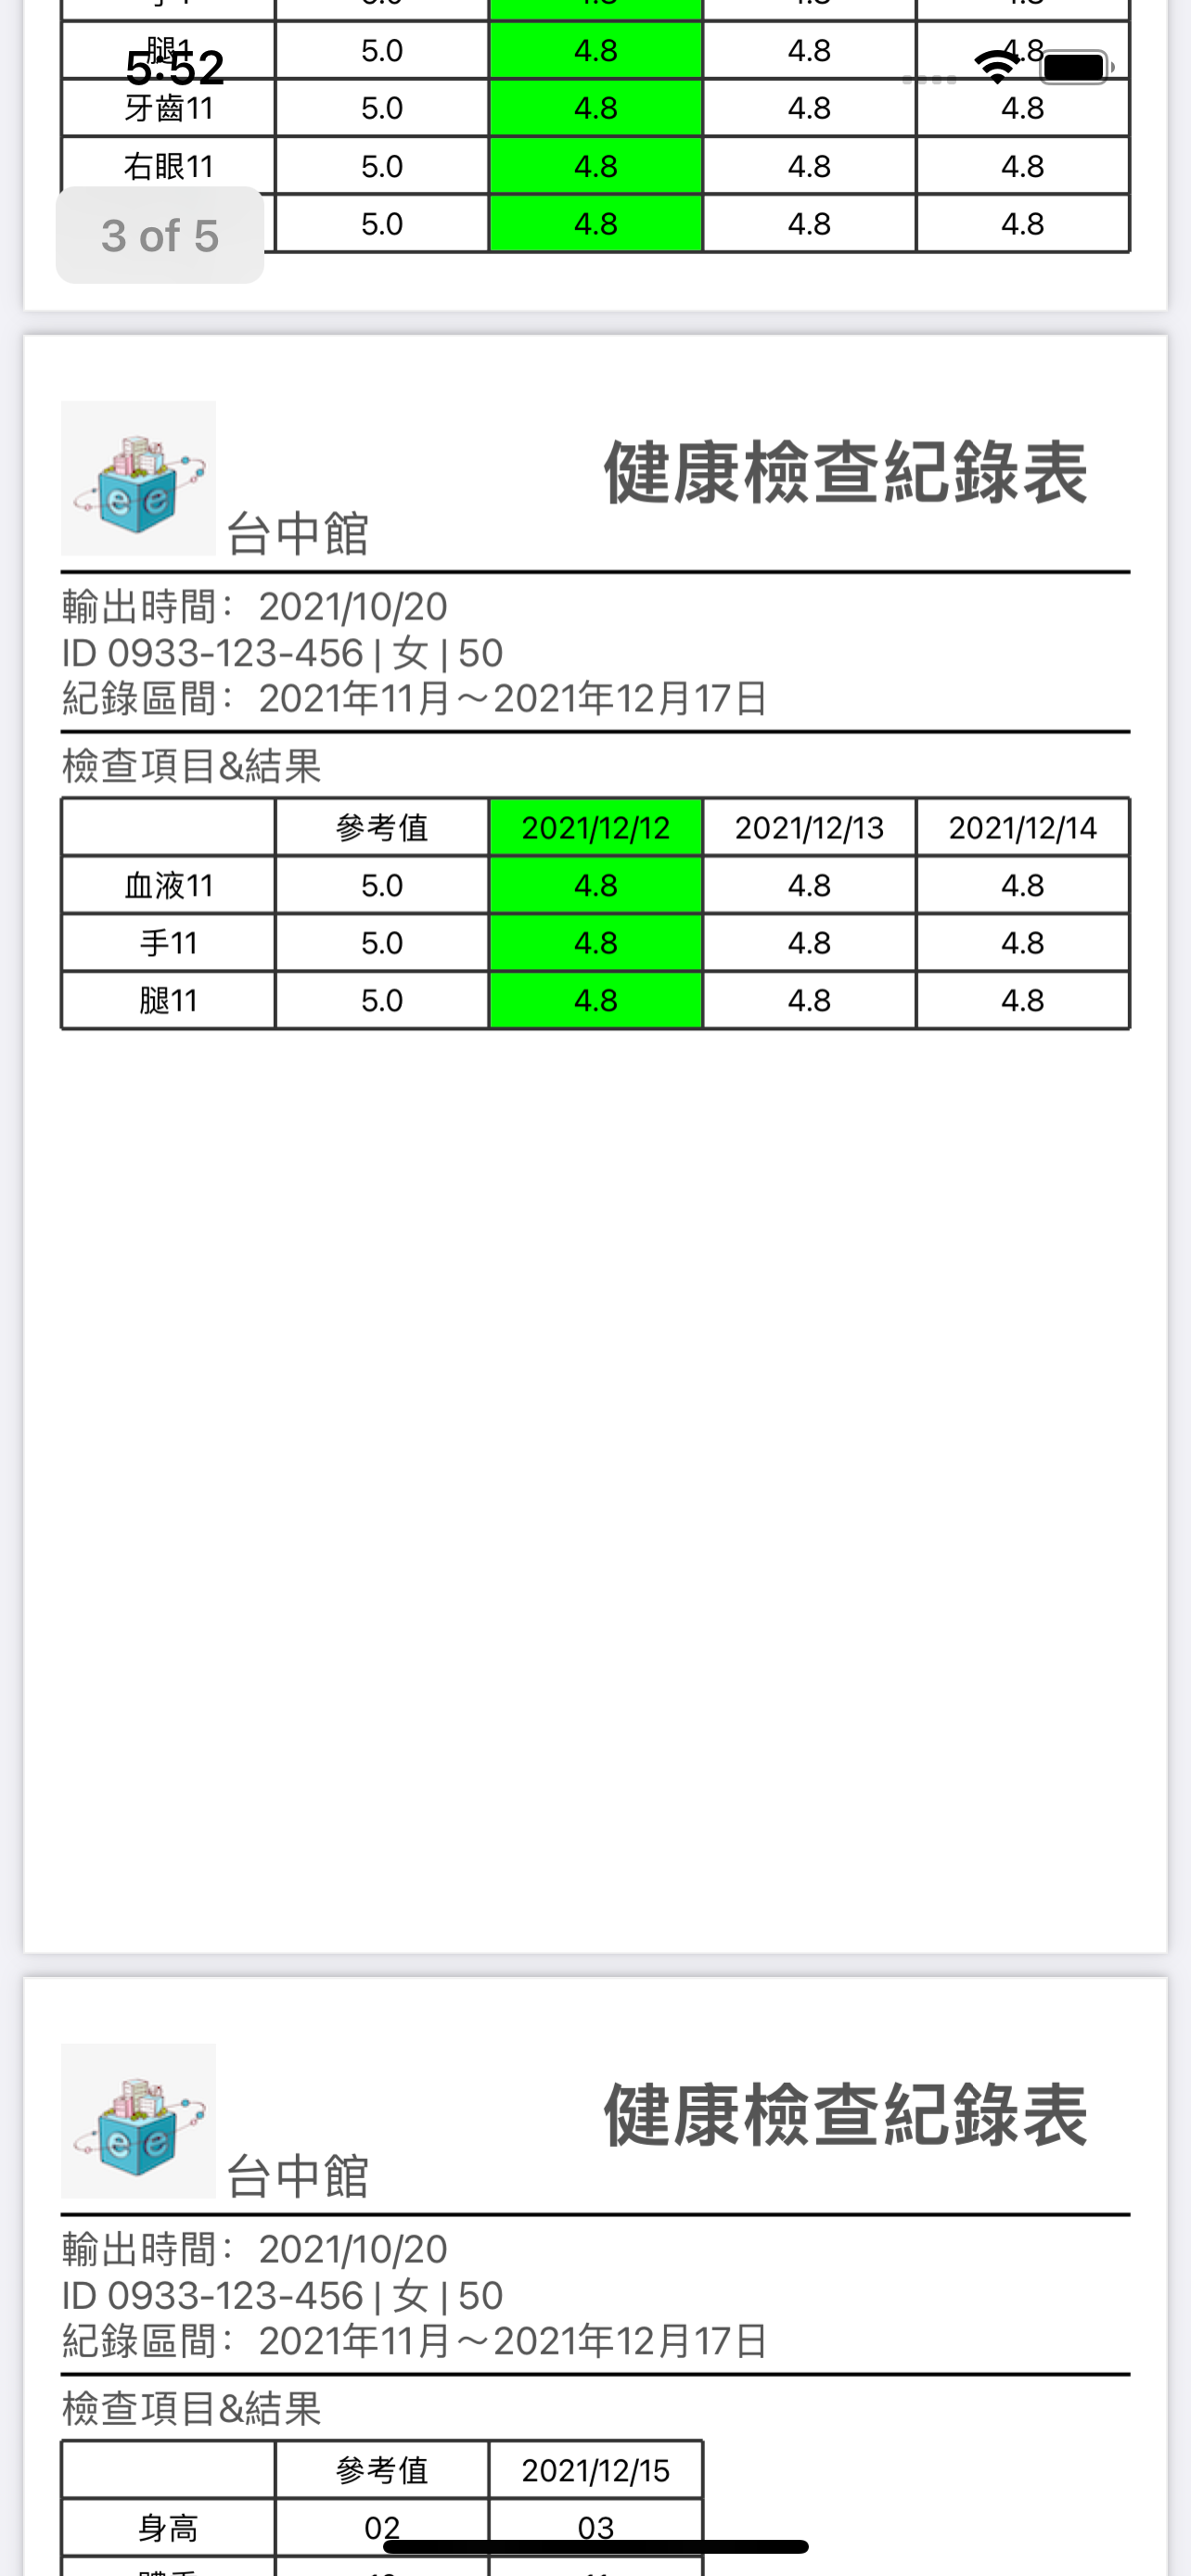 腿1 5.0 4.8 4.8 4.8
5:52
牙齒11 5.0 4.8 4.8 4.8
右眼11 5.0 4.8 4.8 4.8
3 of 5 5.0 4.8 4.8 4.8
健康檢查紀錄表
ee
台中館
輸出時間：2021/10/20
ID 0933-123-456 | 女 | 50
紀錄區間：2021年11月～2021年12月17日
檢查項目&結果
參考值 2021/12/12 2021/12/13 2021/12/14
血液11 5.0 4.8 4.8 4.8
手11 5.0 4.8 4.8 4.8
腿11 5.0 4.8 4.8 4.8
健康檢查紀錄表
ee
台中館
輸出時間：2021/10/20
ID 0933-123-456 | 女 | 50
紀錄區間：2021年11月～2021年12月17日
檢查項目&結果
參考值 2021/12/15
身高 02 03